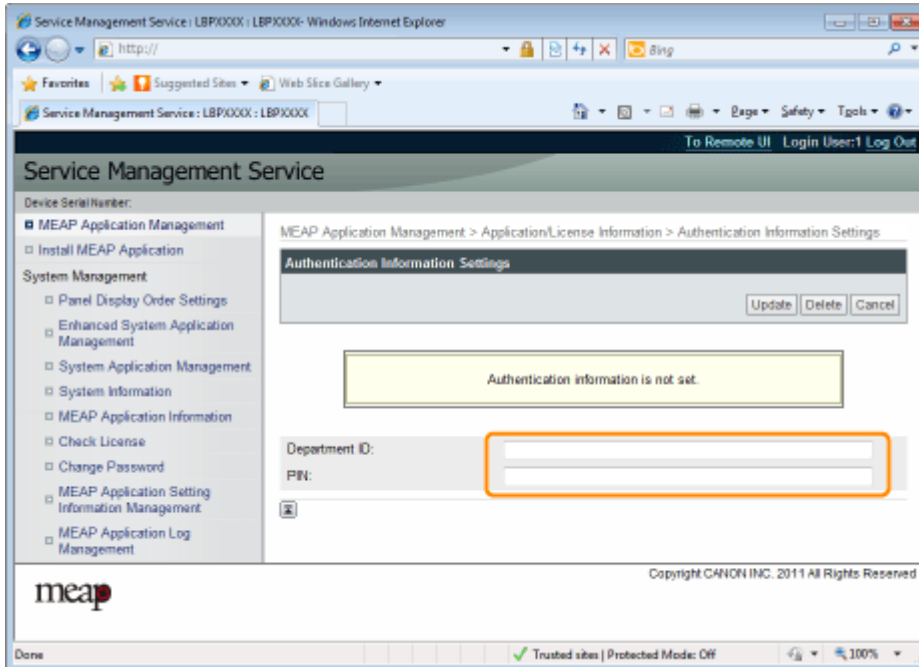 Service Management Service : LBPXXXX : LBPXXXX- Windows Internet Explorer
http://
Bing
Favorites Suggested Sites Web Slice Gallery
Service Management Service : LBPXXXX : LBPXXXX
Page Safety Tools
To Remote UI Login User:1 Log Out
Service Management Service
Device Serial Number:
MEAP Application Management
Install MEAP Application
System Management
Panel Display Order Settings
Enhanced System Application
Management
System Application Management
System Information
MEAP Application Information
Check License
Change Password
MEAP Application Setting
Information Management
MEAP Application Log
Management
MEAP Application Management > Application/License Information > Authentication Information Settings
Authentication Information Settings
Update Delete Cancel
Authentication information is not set.
Department ID:
PIN:
Copyright CANON INC. 2011 All Rights Reserved
meap
Done
Trusted sites | Protected Mode: Off
100%